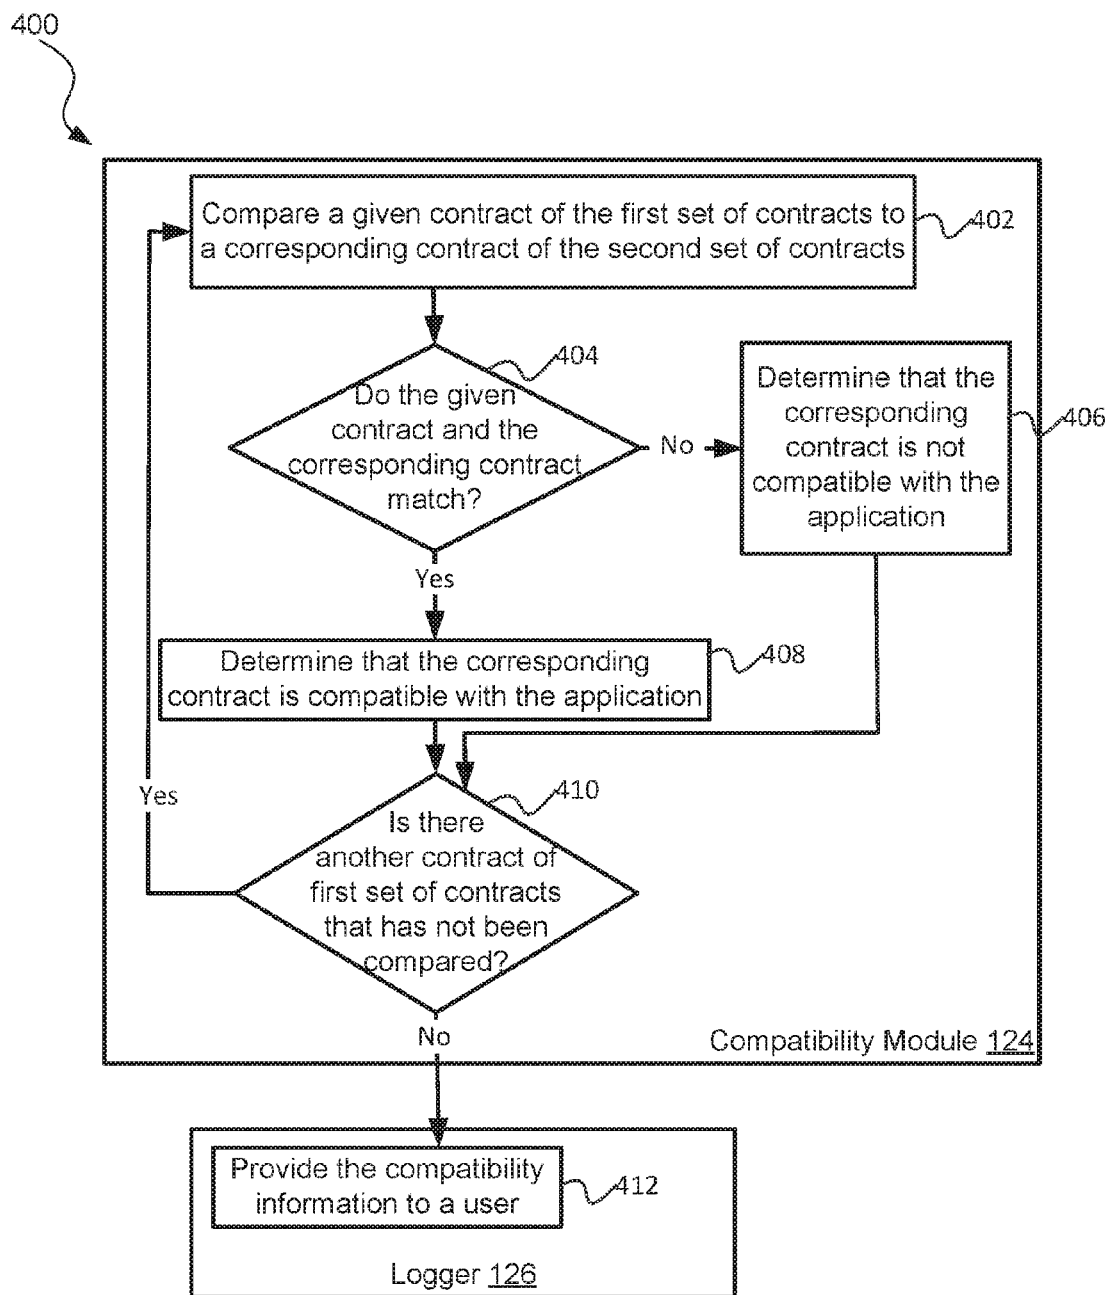 400
Compare a given contract of the first set of contracts to
a corresponding contract of the second set of contracts
402
404
Do the given
contract and the
corresponding contract
match?
No
Determine that the
corresponding
contract is not
compatible with the
application
406
Yes
Determine that the corresponding
contract is compatible with the application
408
Yes
410
Is there
another contract of
first set of contracts
that has not been
compared?
No
Compatibility Module 124
Provide the compatibility
information to a user
412
Logger 126